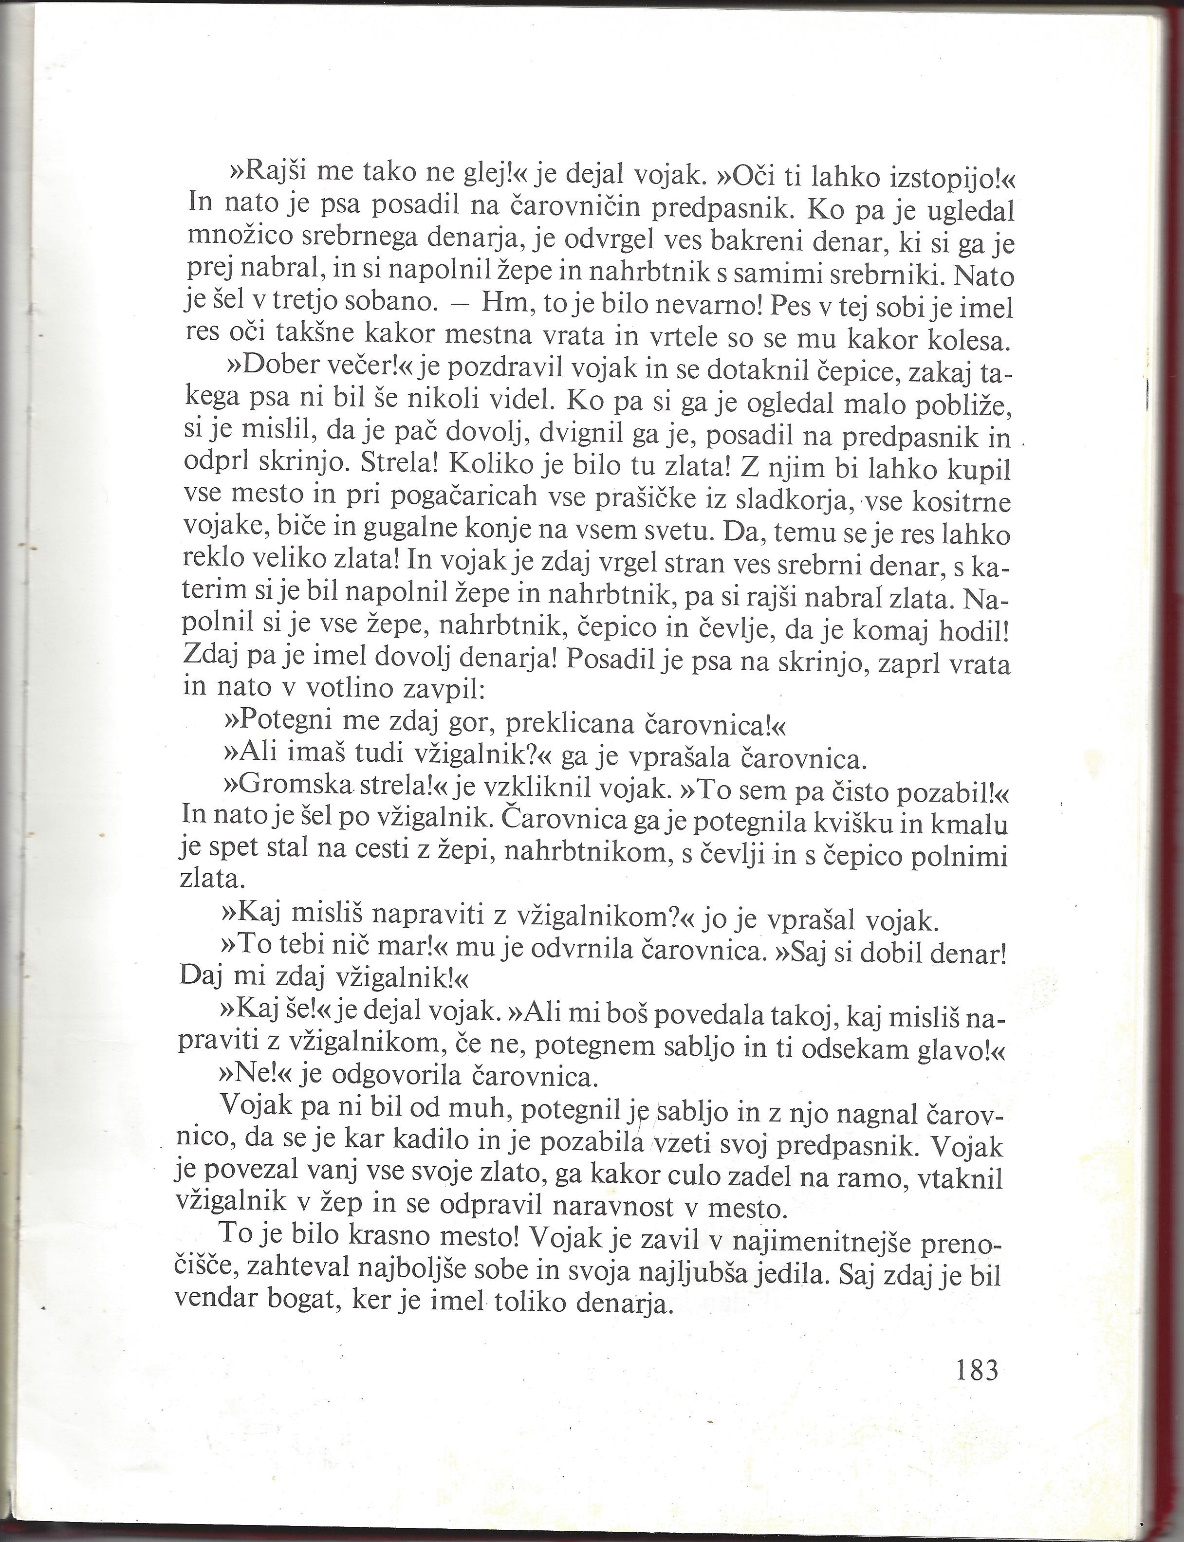 »Rajši me tako ne glej!« je dejal vojak. »Oči ti lahko izstopijo!«
In nato je psa posadil na čarovničin predpasnik. Ko pa je ugledal
množico srebrnega denarja, je odvrgel ves bakreni denar, ki si ga je
prej nabral, in si napolnil žepe in nahrbtnik s samimi srebrniki. Nato
je šel v tretjo sobano. — Hm, to je bilo nevarno! Pes v tej sobi je imel
res oči takšne kakor mestna vrata in vrtele so se mu kakor kolesa.
»Dober večer!« je pozdravil vojak in se dotaknil čepice, zakaj ta-
kega psa ni bil še nikoli videl. Ko pa si ga je ogledal malo pobliže,
si je mislil, da je pač dovolj, dvignil ga je, posadil na predpasnik in
odprl skrinjo. Strela! Koliko je bilo tu zlata! Z njim bi lahko kupil
vse mesto in pri pogačaricah vse prašičke iz sladkorja, vse kositrne
vojake, biče in gugalne konje na vsem svetu. Da, temu se je res lahko
reklo veliko zlata! In vojak je zdaj vrgel stran ves srebrni denar, s ka-
terim si je bil napolnil žepe in nahrbtnik, pa si rajši nabral zlata. Na-
polnil si je vse žepe, nahrbtnik, čepico in čevlje, da je komaj hodil!
Zdaj pa je imel dovolj denarja! Posadil je psa na skrinjo, zaprl vrata
in nato v votlino zavpil:
»Potegni me zdaj gor, preklicana čarovnica!«
»Ali imaš tudi vžigalnik?« ga je vprašala čarovnica.
»Gromska strela!« je vzkliknil vojak. »To sem pa čisto pozabil!«
In nato je šel po vžigalnik. Čarovnica ga je potegnila kvišku in kmalu
je spet stal na cesti z žepi, nahrbtnikom, s čevlji in s čepico polnimi
zlata.
»Kaj misliš napraviti z vžigalnikom?« jo je vprašal vojak.
»To tebi nič mar!« mu je odvrnila čarovnica. »Saj si dobil denar!
Daj mi zdaj vžigalnik!«
»Kaj še!« je dejal vojak. »Ali mi boš povedala takoj, kaj misliš na-
praviti z vžigalnikom, če ne, potegnem sabljo in ti odsekam glavo!«
»Ne!« je odgovorila čarovnica.
Vojak pa ni bil od muh, potegnil je sabljo in z njo nagnal čarov-
nico, da se je kar kadilo in je pozabila vzeti svoj predpasnik. Vojak
je povezal vanj vse svoje zlato, ga kakor culo zadel na ramo, vtaknil
vžigalnik v žep in se odpravil naravnost v mesto.
To je bilo krasno mesto! Vojak je zavil v najimenitnejše preno-
čišče, zahteval najboljše sobe in svoja najljubša jedila. Saj zdaj je bil
vendar bogat, ker je imel toliko denarja.
183